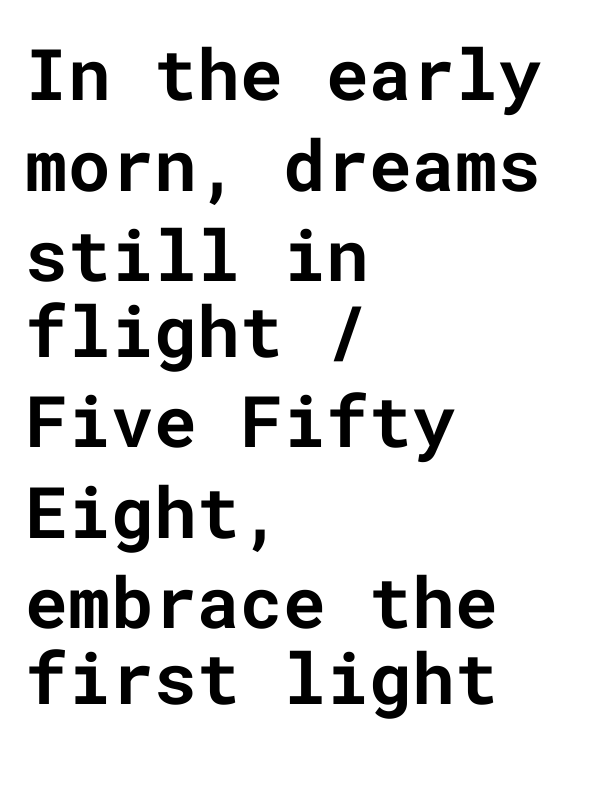 In the early
morn, dreams
still in
flight /
Five Fifty
Eight,
embrace the
first light